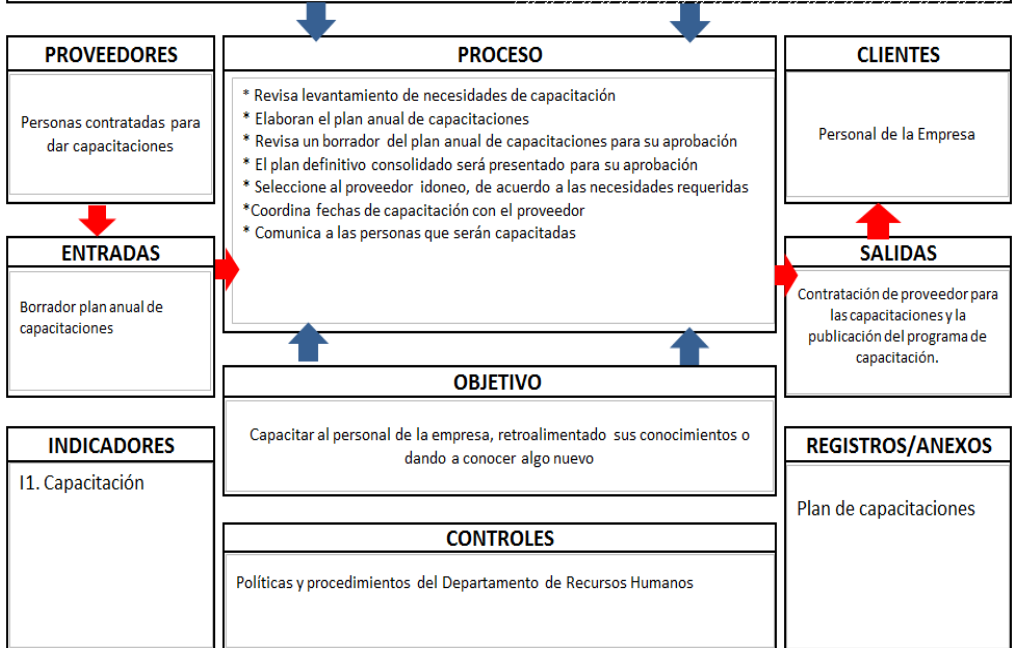 PROVEEDORES
Personas contratadas para
dar capacitaciones
ENTRADAS
Borrador plan anual de
capacitaciones
INDICADORES
I1. Capacitación
PROCESO
* Revisa levantamiento de necesidades de capacitación
* Elaboran el plan anual de capacitaciones
* Revisa un borrador del plan anual de capacitaciones para su aprobación
* El plan definitivo consolidado será presentado para su aprobación
* Seleccione al proveedor idoneo, de acuerdo a las necesidades requeridas
*Coordina fechas de capacitación con el proveedor
* Comunica a las personas que serán capacitadas
OBJETIVO
Capacitar al personal de la empresa, retroalimentado sus conocimientos o
dando a conocer algo nuevo
CONTROLES
Políticas y procedimientos del Departamento de Recursos Humanos
CLIENTES
Personal de la Empresa
SALIDAS
Contratación de proveedor para
las capacitaciones y la
publicación del programa de
capacitación.
REGISTROS/ANEXOS
Plan de capacitaciones